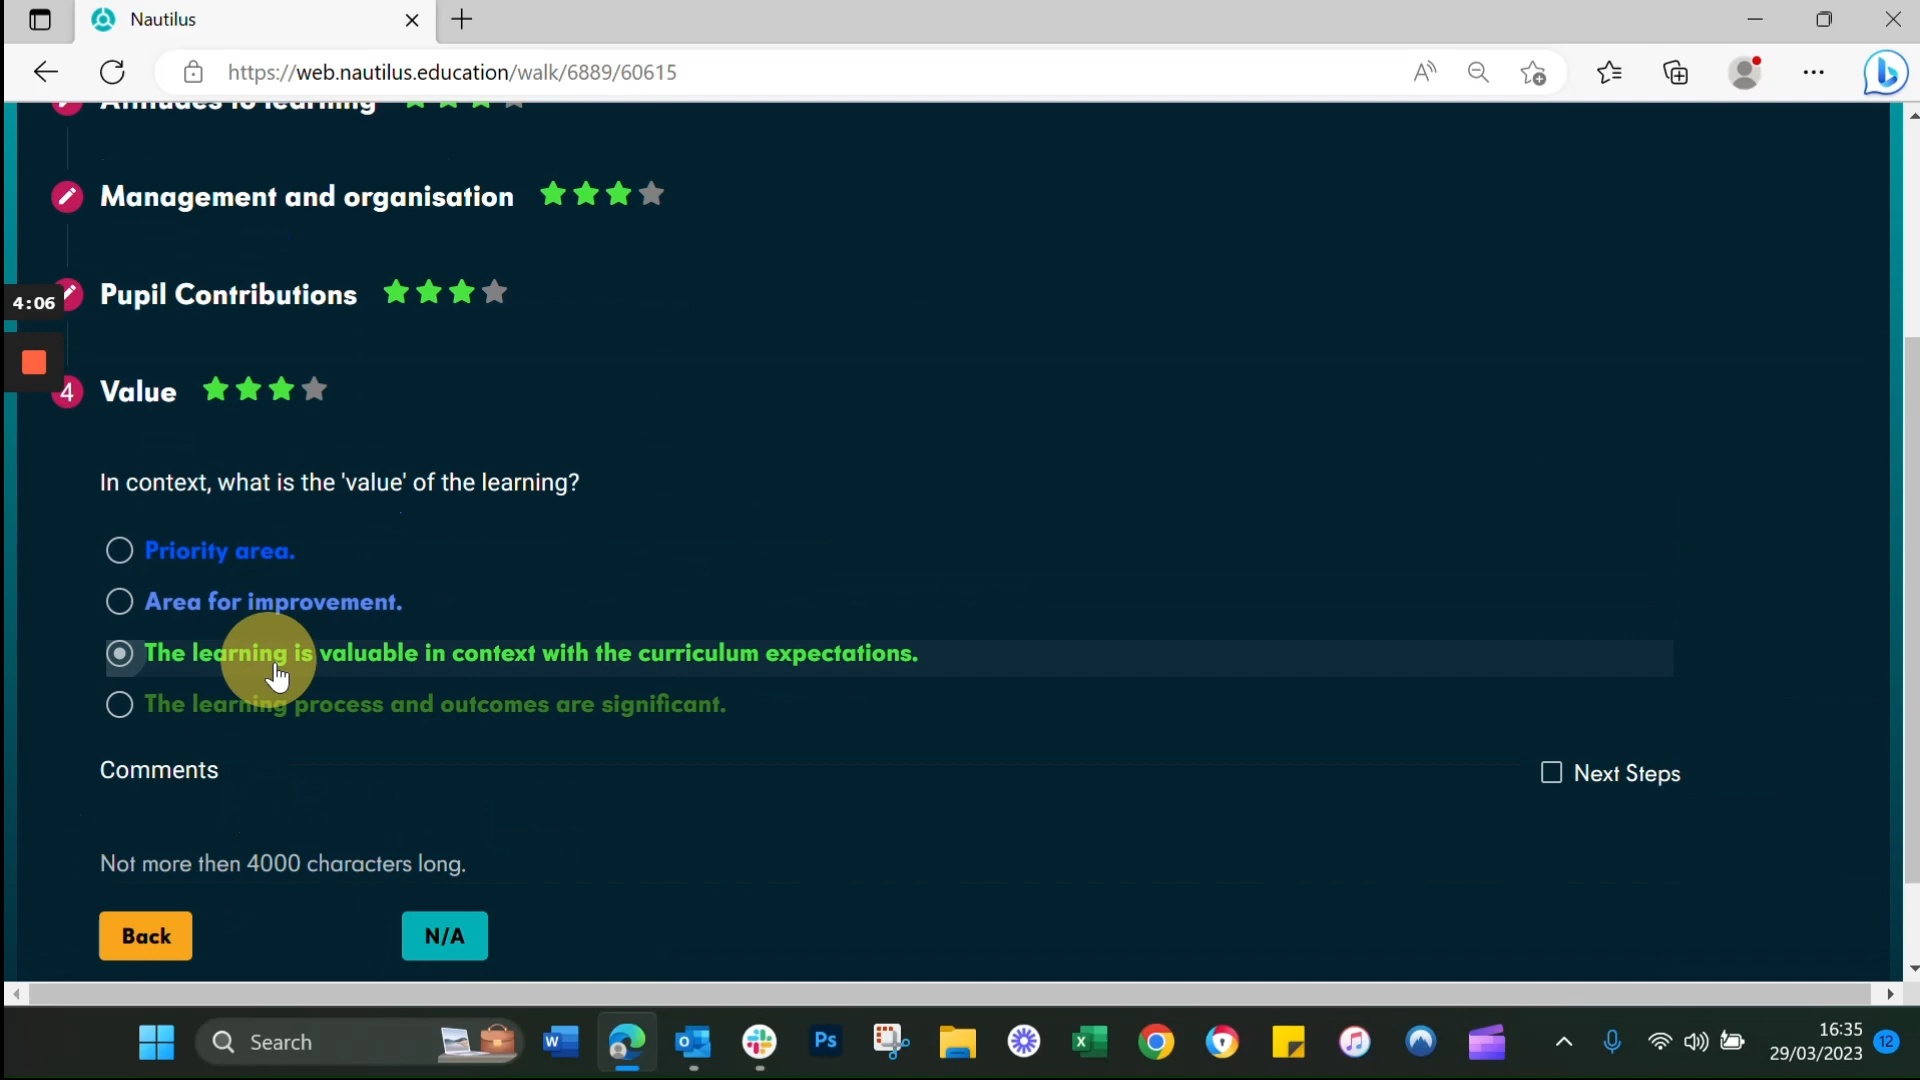 Nautilus
https://web.nautilus.education/walk/6889/60615
Attitudes to learning
Management and organisation
Pupil Contributions
4:06
4 Value
In context, what is the 'value' of the learning?
Priority area.
Area for improvement.
The learning is valuable in context with the curriculum expectations.
The learning process and outcomes are significant.
Comments
Next Steps
Not more then 4000 characters long.
Back
N/A
Search
16:35
29/03/2023
12